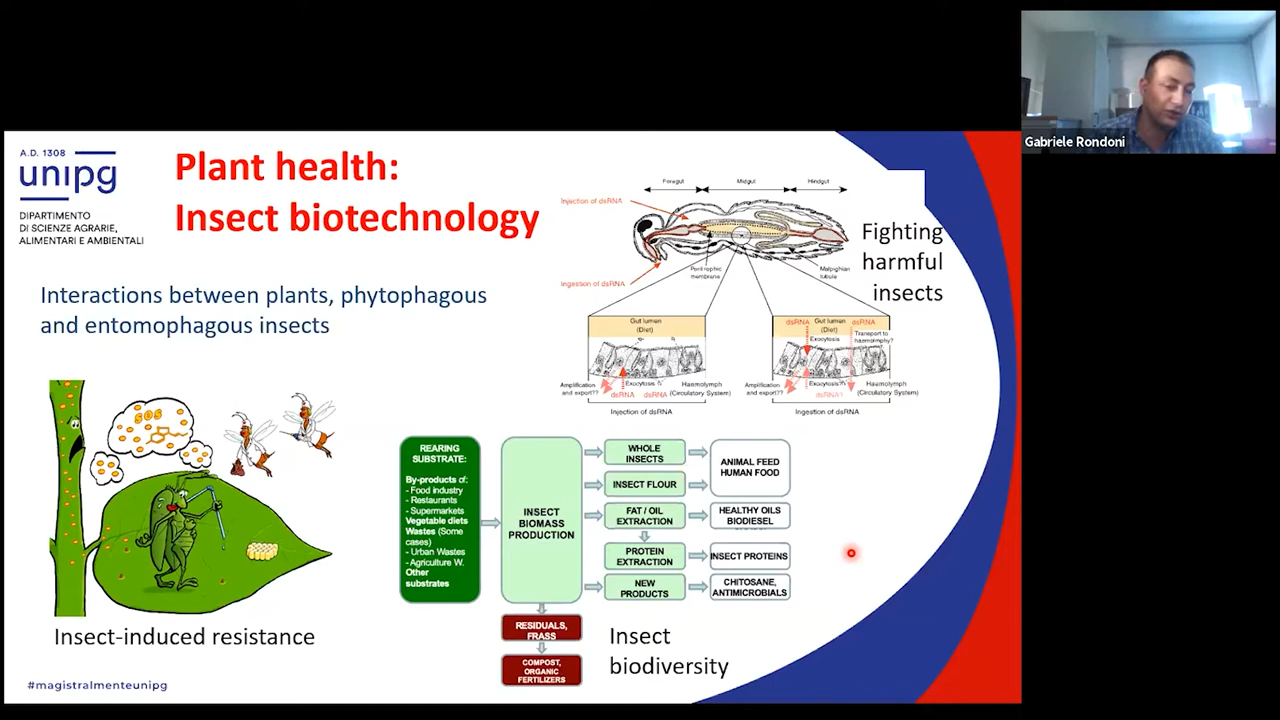 Gabriele Rondoni
A.D. 1308
unipg
DIPARTIMENTO
DI SCIENZE AGRARIE,
ALIMENTARI E AMBIENTALI
Plant health:
Insect biotechnology
Interactions between plants, phytophagous
and entomophagous insects
Foregut
Midgut
Hindgut
Injection of dsRNA
Ingestion of dsRNA
Peritrophic
membrane
Malpighian
tubule
Fighting
harmful
insects
Gut lumen
(Diet)
Amplification
and export??
Exocytosis
dsRNA
dsRNA
Haemolymph
(Circulatory System)
Injection of dsRNA
dsRNA
Gut lumen
(Diet)
dsRNA
Exocytosis
Transport to
haemolmphy?
Amplification
and export??
Exocytosis?
dsRNA?
Haemolymph
(Circulatory System)
Ingestion of dsRNA
SOS
Insect-induced resistance
REARING
SUBSTRATE:
By-products of:
- Food industry
- Restaurants
- Supermarkets
Vegetable diets
Wastes (Some
cases)
- Urban Wastes
- Agriculture W.
Other
substrates
INSECT
BIOMASS
PRODUCTION
WHOLE
INSECTS
INSECT FLOUR
FAT / OIL
EXTRACTION
PROTEIN
EXTRACTION
NEW
PRODUCTS
ANIMAL FEED
HUMAN FOOD
HEALTHY OILS
BIODIESEL
INSECT PROTEINS
CHITOSANE,
ANTIMICROBIALS
RESIDUALS,
FRASS
COMPOST,
ORGANIC
FERTILIZERS
Insect
biodiversity
#magistralmenteunipg